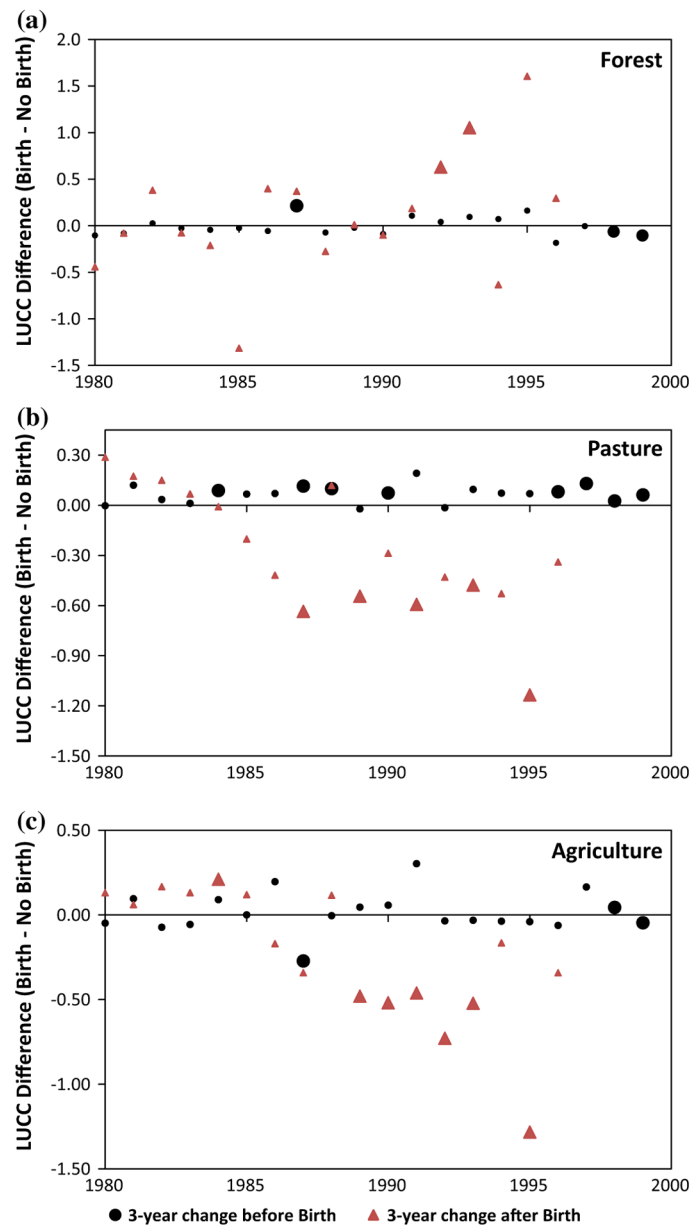 (a)
LUCC Difference (Birth - No Birth)
Forest
2.0
1.5
1.0
0.5
0.0
-0.5
-1.0
-1.5
1980 1985 1990 1995 2000
(b)
LUCC Difference (Birth - No Birth)
Pasture
0.30
0.00
-0.30
-0.60
-0.90
-1.20
-1.50
1980 1985 1990 1995 2000
(c)
LUCC Difference (Birth - No Birth)
Agriculture
0.50
0.00
-0.50
-1.00
-1.50
1980 1985 1990 1995 2000
3-year change before Birth 3-year change after Birth